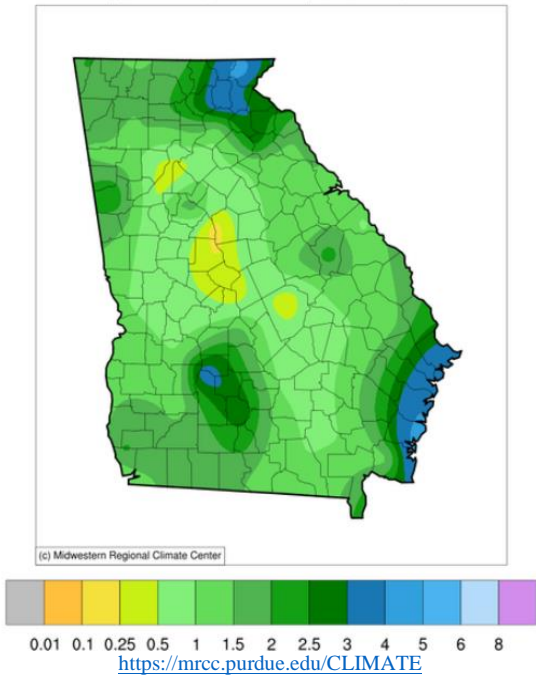 (c) Midwestern Regional Climate Center
0.01 0.1 0.25 0.5 1 1.5 2 2.5 3 4 5 6 8
https://mrcc.purdue.edu/CLIMATE